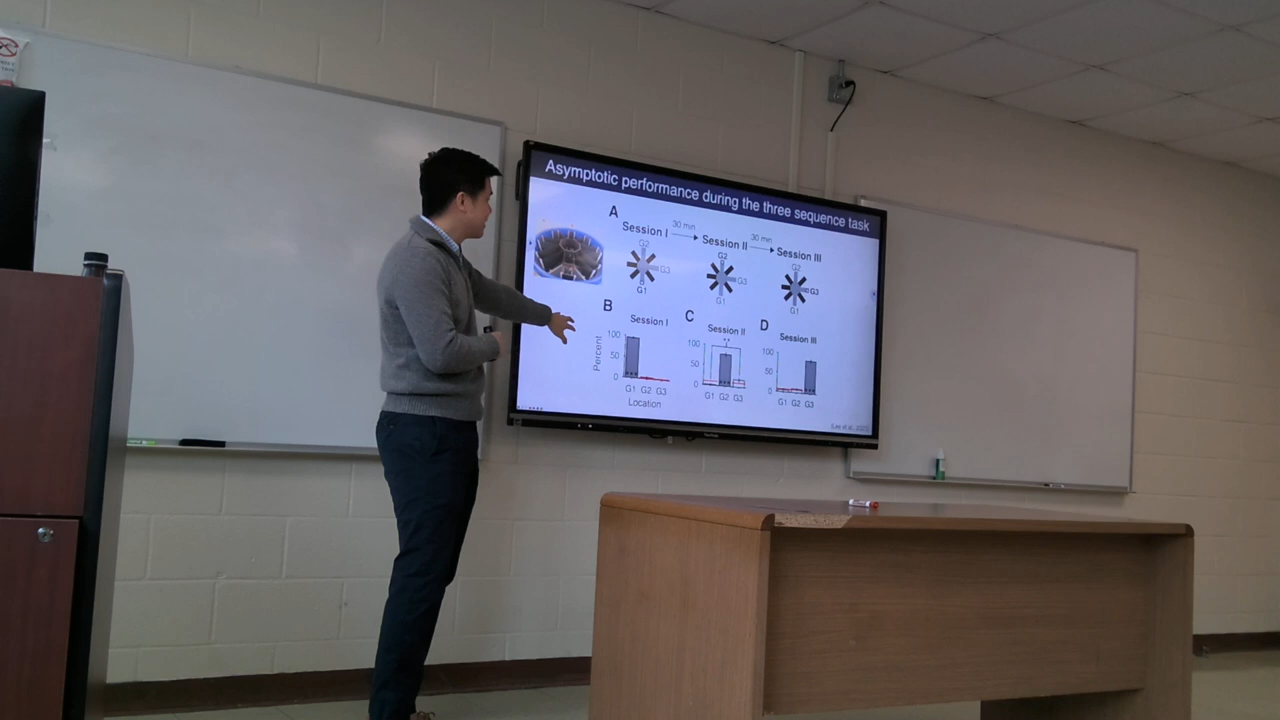 Asymptotic performance during the three sequence task
A
Session I
30 min
Session II
30 min
Session III
G2
G3
G1
G2
G3
G1
G2
G3
G1
B
Session I
Percent
100
50
0
G1 G2 G3
Location
C
Session II
100
50
0
G1 G2 G3
D
Session III
100
50
0
G1 G2 G3